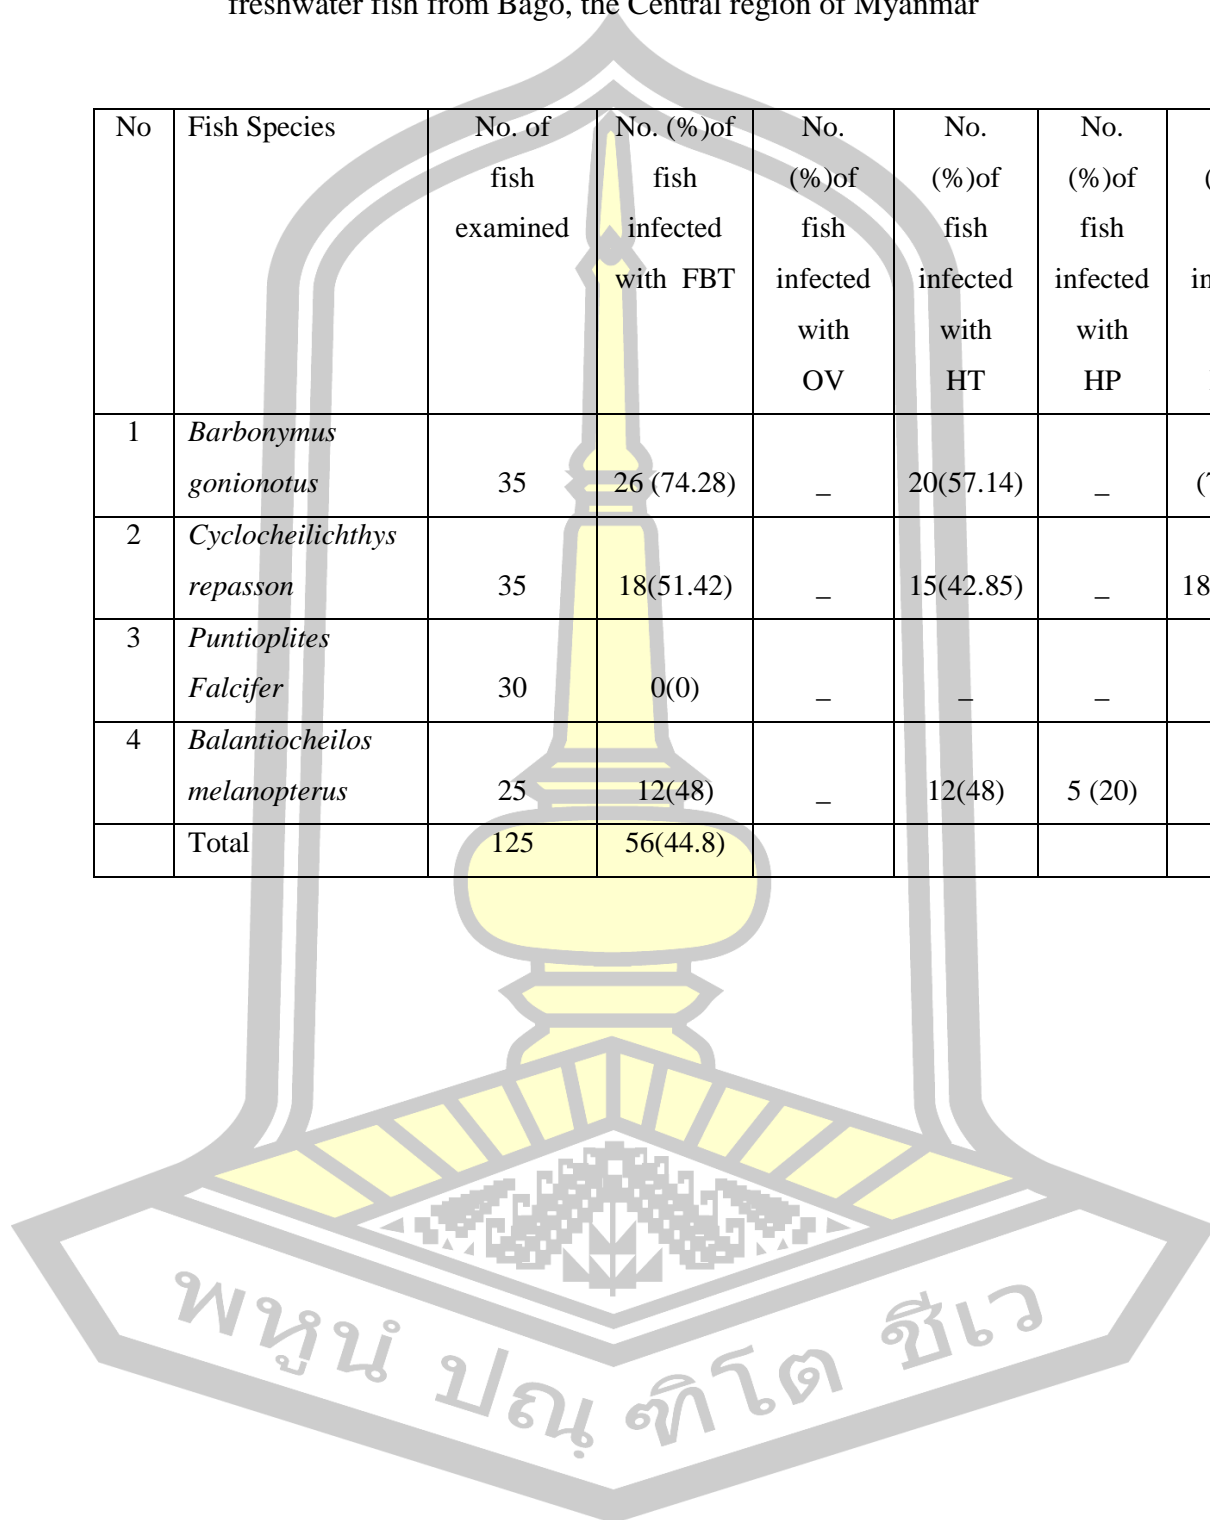 freshwater fish from Bago, the Central region of Myanmar
No Fish Species No. of fish examined No. (%)of fish infected with FBT No. (%)of fish infected with OV No. (%)of fish infected with HT No. (%)of fish infected with HP
1 Barbonymus gonionotus 35 26 (74.28) _ 20(57.14) _
2 Cyclocheilichthys repasson 35 18(51.42) _ 15(42.85) _ 18
3 Puntioplites Falcifer 30 0(0) _ _ _
4 Balantiocheilos melanopterus 25 12(48) _ 12(48) 5 (20)
Total 125 56(44.8)
พหูนํ ปณฺฑิโต ชีเว